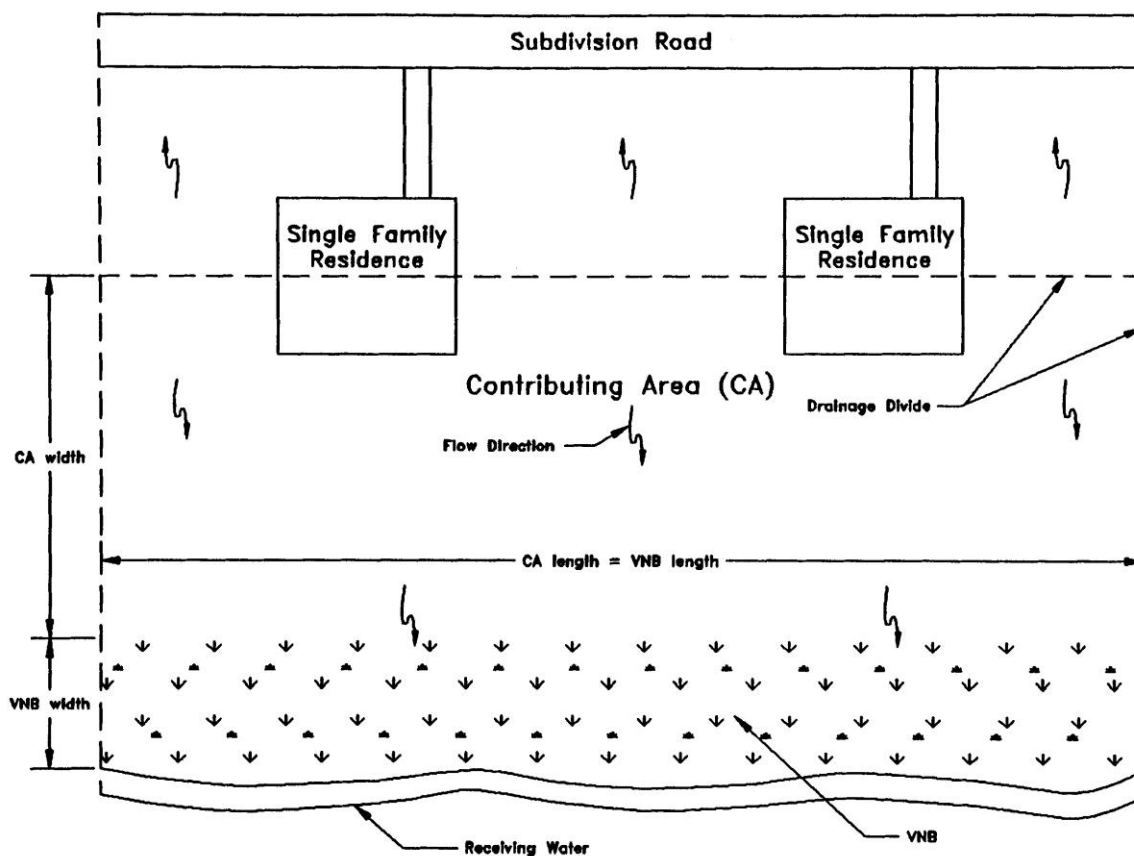 Subdivision Road
Single Family
Residence
Single Family
Residence
Contributing Area (CA)
Drainage Divide
Flow Direction
CA width
CA length = VNB length
VNB width
VNB
Receiving Water